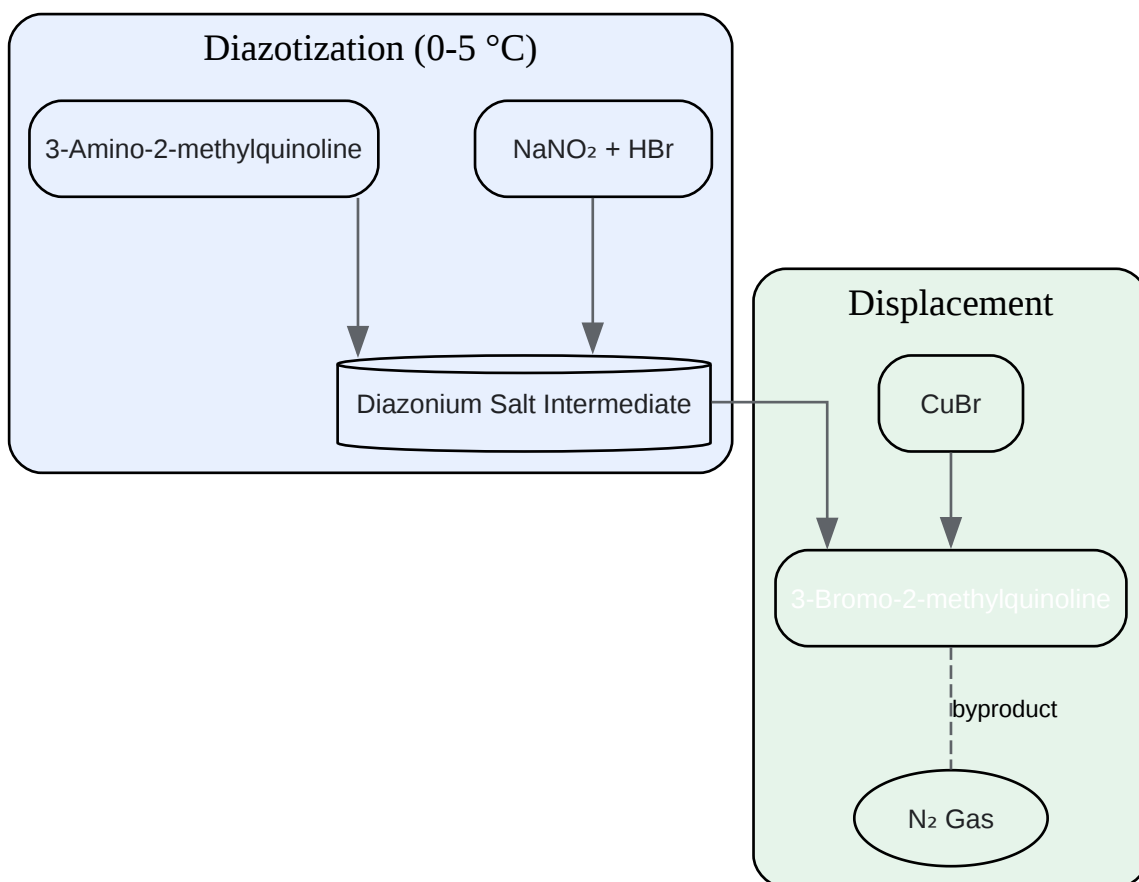 Diazotization (0-5 °C)
3-Amino-2-methylquinoline
NaNO₂ + HBr
Diazonium Salt Intermediate
Displacement
CuBr
3-Bromo-2-methylquinoline
byproduct
N₂ Gas